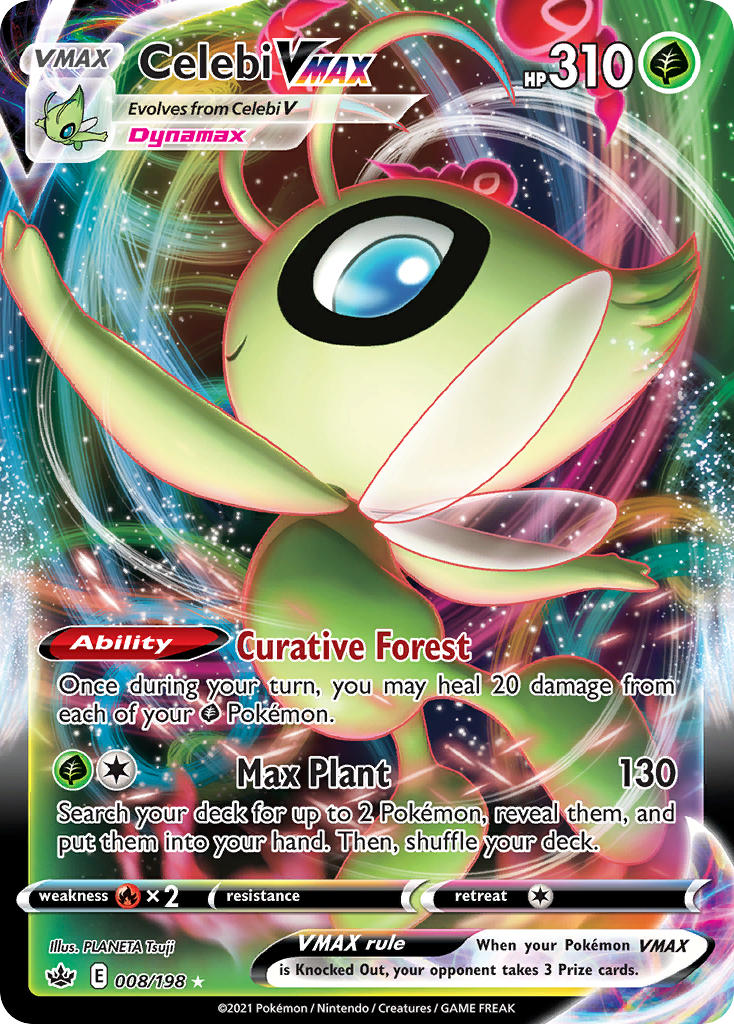 VMAX Celebi VMAX HP 310
Evolves from Celebi V
Dynamax
Ability Curative Forest
Once during your turn, you may heal 20 damage from
each of your Pokémon.
Max Plant 130
Search your deck for up to 2 Pokémon, reveal them, and
put them into your hand. Then, shuffle your deck.
weakness ×2 resistance retreat
Illus. PLANETA Tsuji
VMAX rule When your Pokémon VMAX
is Knocked Out, your opponent takes 3 Prize cards.
E 008/198 ★
©2021 Pokémon / Nintendo / Creatures / GAME FREAK